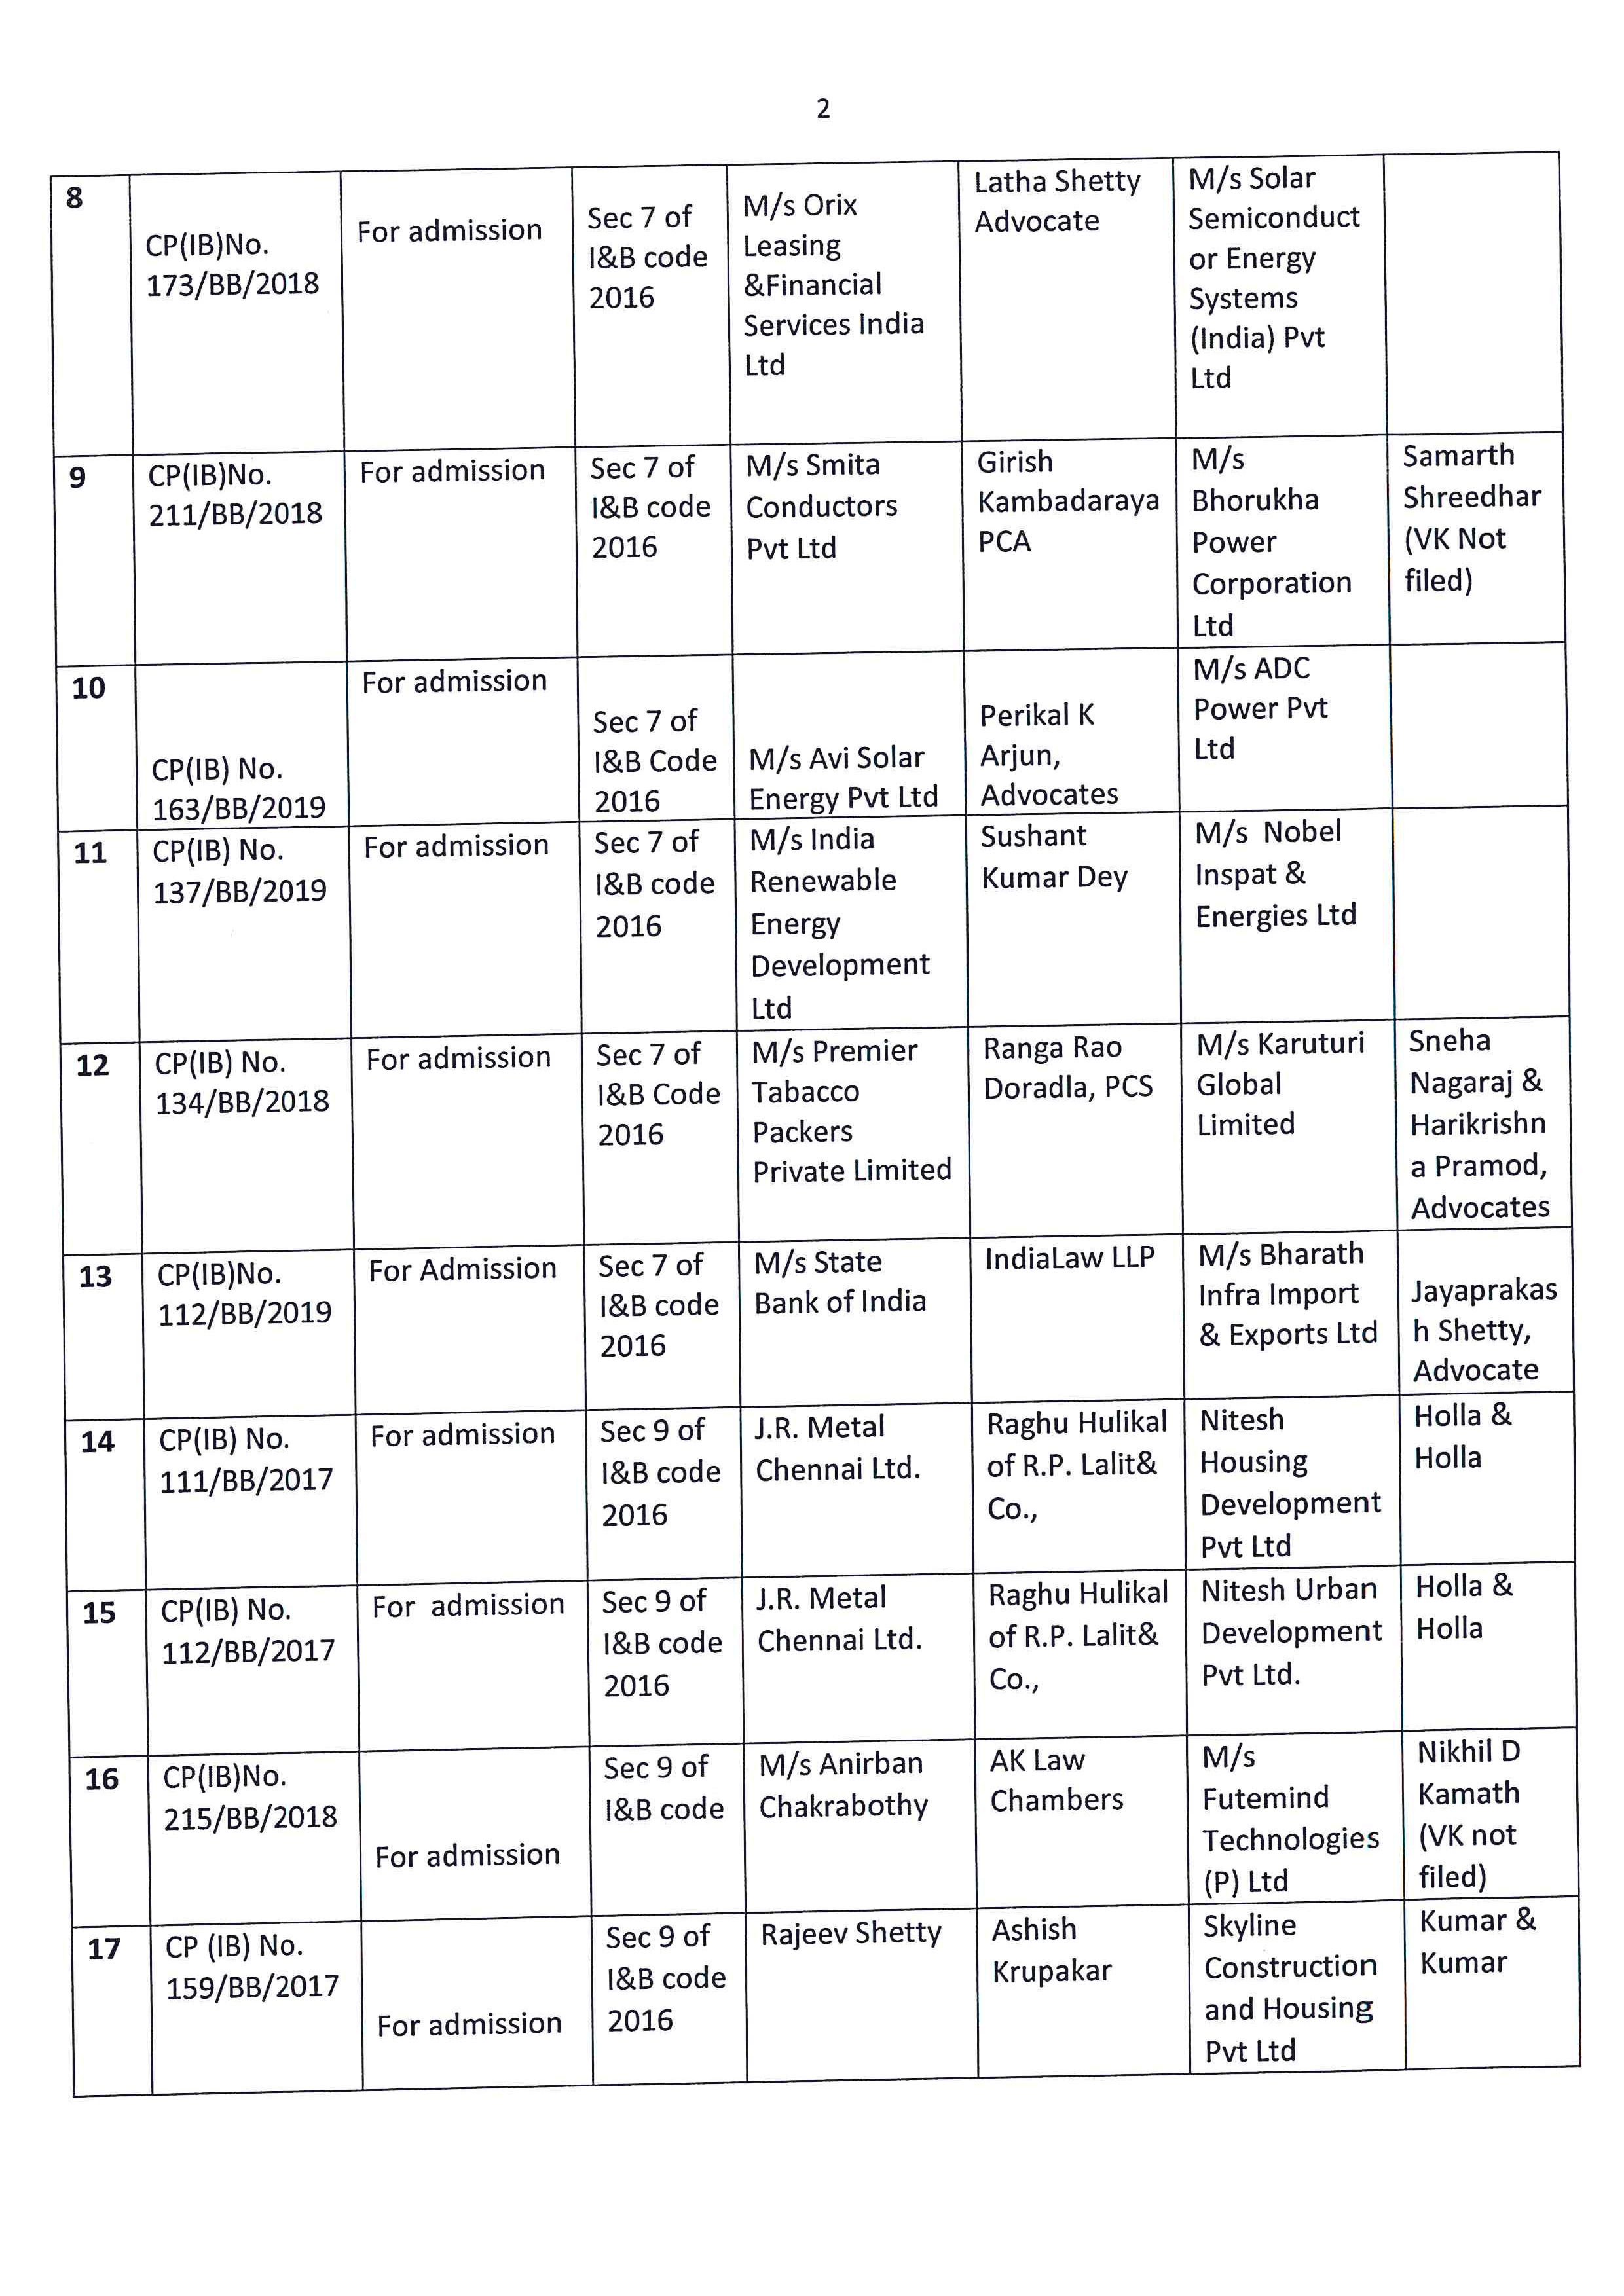 2
8
CP(IB)No.
173/BB/2018
For admission
Sec 7 of
I&B code
2016
M/s Orix
Leasing
&Financial
Services India
Ltd
Latha Shetty
Advocate
M/s Solar
Semiconduct
or Energy
Systems
(India) Pvt
Ltd
9
CP(IB)No.
211/BB/2018
For admission
Sec 7 of
I&B code
2016
M/s Smita
Conductors
Pvt Ltd
Girish
Kambadaraya
PCA
M/s
Bhorukha
Power
Corporation
Ltd
Samarth
Shreedhar
(VK Not
filed)
10
CP(IB) No.
163/BB/2019
For admission
Sec 7 of
I&B Code
2016
M/s Avi Solar
Energy Pvt Ltd
Perikal K
Arjun,
Advocates
M/s ADC
Power Pvt
Ltd
11
CP(IB) No.
137/BB/2019
For admission
Sec 7 of
I&B code
2016
M/s India
Renewable
Energy
Development
Ltd
Sushant
Kumar Dey
M/s  Nobel
Inspat &
Energies Ltd
12
CP(IB) No.
134/BB/2018
For admission
Sec 7 of
I&B Code
2016
M/s Premier
Tabacco
Packers
Private Limited
Ranga Rao
Doradla, PCS
M/s Karuturi
Global
Limited
Sneha
Nagaraj &
Harikrishn
a Pramod,
Advocates
13
CP(IB)No.
112/BB/2019
For Admission
Sec 7 of
I&B code
2016
M/s State
Bank of India
IndiaLaw LLP
M/s Bharath
Infra Import
& Exports Ltd
Jayaprakas
h Shetty,
Advocate
14
CP(IB) No.
111/BB/2017
For admission
Sec 9 of
I&B code
2016
J.R. Metal
Chennai Ltd.
Raghu Hulikal
of R.P. Lalit&
Co.,
Nitesh
Housing
Development
Pvt Ltd
Holla &
Holla
15
CP(IB) No.
112/BB/2017
For  admission
Sec 9 of
I&B code
2016
J.R. Metal
Chennai Ltd.
Raghu Hulikal
of R.P. Lalit&
Co.,
Nitesh Urban
Development
Pvt Ltd.
Holla &
Holla
16
CP(IB)No.
215/BB/2018
For admission
Sec 9 of
I&B code
M/s Anirban
Chakrabothy
AK Law
Chambers
M/s
Futemind
Technologies
(P) Ltd
Nikhil D
Kamath
(VK not
filed)
17
CP (IB) No.
159/BB/2017
For admission
Sec 9 of
I&B code
2016
Rajeev Shetty
Ashish
Krupakar
Skyline
Construction
and Housing
Pvt Ltd
Kumar &
Kumar